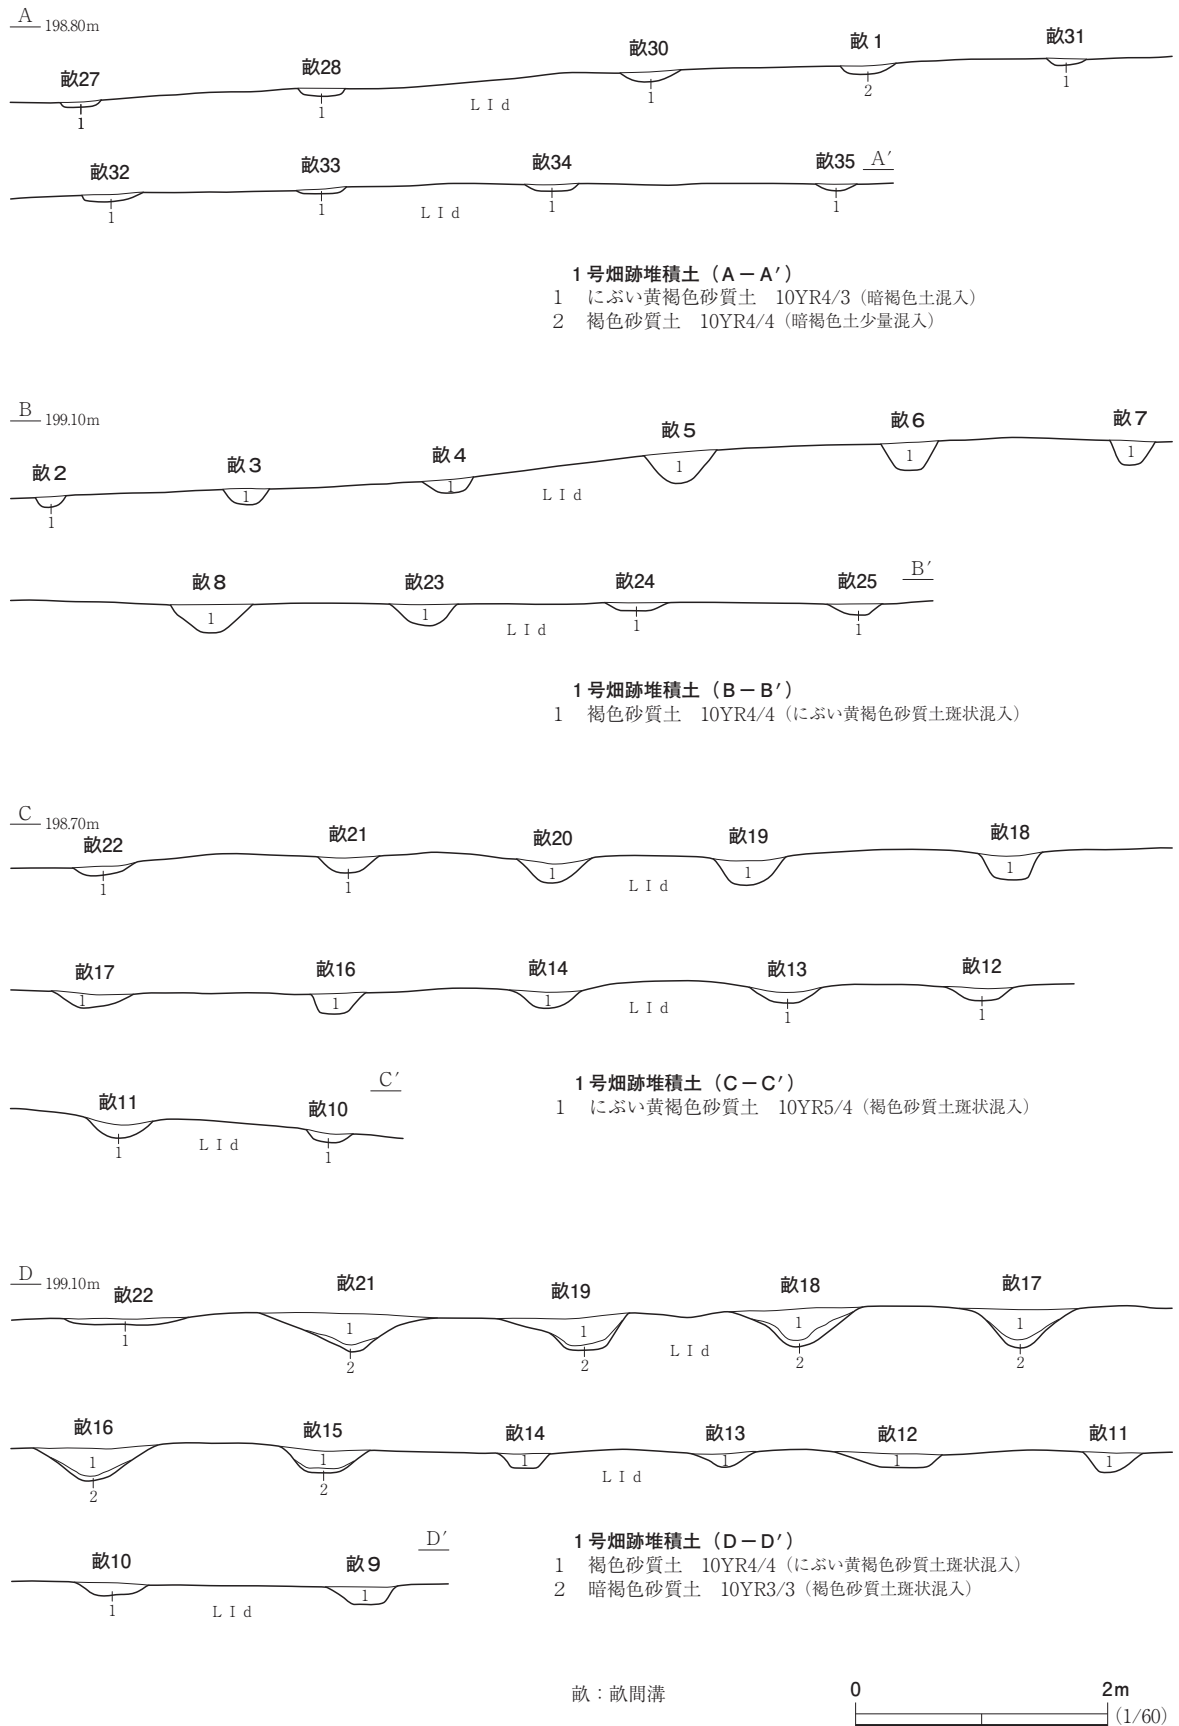 A
198.80m
畝27 畝28 畝30 畝1 畝31
1 1 1 2 1
LⅠd
畝32 畝33 畝34 畝35 A′
1 1 1 1
LⅠd
1号畑跡堆積土（A－A′）
1 にぶい黄褐色砂質土 10YR4/3（暗褐色土混入）
2 褐色砂質土 10YR4/4（暗褐色土少量混入）
B
199.10m
畝2 畝3 畝4 畝5 畝6 畝7
1 1 1 1 1 1
LⅠd
畝8 畝23 畝24 畝25 B′
1 1 1 1
LⅠd
1号畑跡堆積土（B－B′）
1 褐色砂質土 10YR4/4（にぶい黄褐色砂質土斑状混入）
C
198.70m
畝22 畝21 畝20 畝19 畝18
1 1 1 1 1
LⅠd
畝17 畝16 畝14 畝13 畝12
1 1 1 1 1
LⅠd
畝11 畝10 C′
1 1
LⅠd
1号畑跡堆積土（C－C′）
1 にぶい黄褐色砂質土 10YR5/4（褐色砂質土斑状混入）
D
199.10m
畝22 畝21 畝19 畝18 畝17
1 1 1 1 1
2 2 2 2
LⅠd
畝16 畝15 畝14 畝13 畝12 畝11
1 1 1 1 1 1
2 2
LⅠd
畝10 畝9 D′
1 1
LⅠd
1号畑跡堆積土（D－D′）
1 褐色砂質土 10YR4/4（にぶい黄褐色砂質土斑状混入）
2 暗褐色砂質土 10YR3/3（褐色砂質土斑状混入）
畝：畝間溝
0 2m
(1/60)